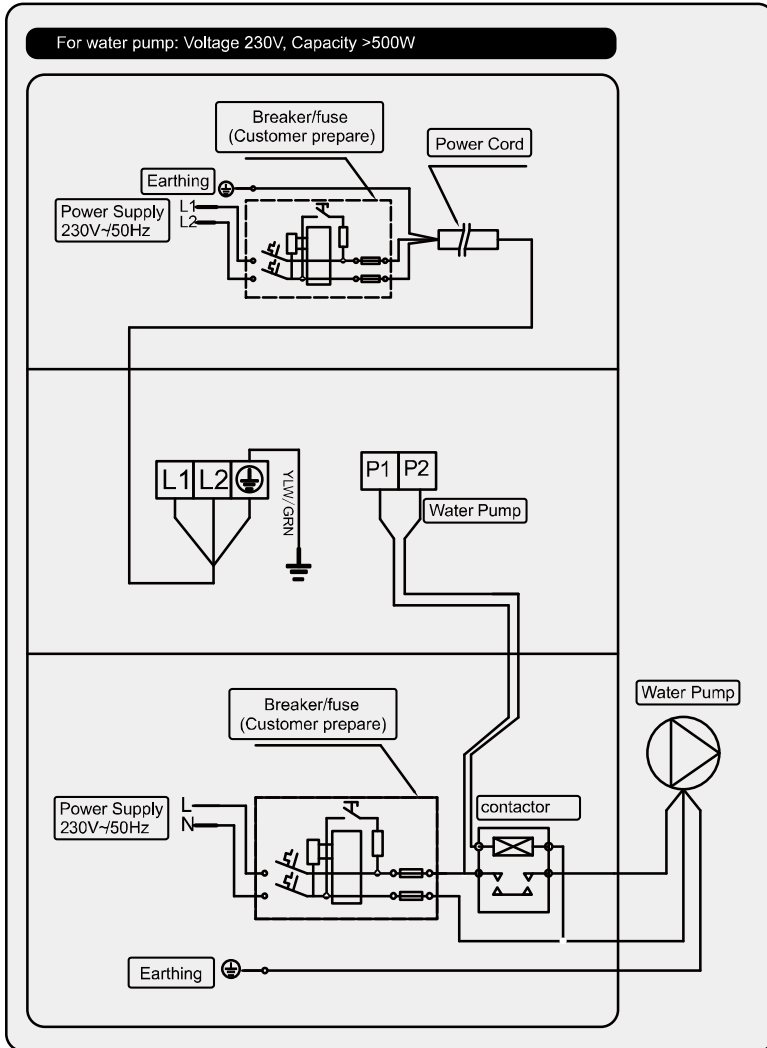 For water pump: Voltage 230V, Capacity >500W
Breaker/fuse
(Customer prepare)
Power Cord
Earthing
Power Supply
230V~/50Hz
L1
L2
L1 L2
YLW/GRN
P1 P2
Water Pump
Breaker/fuse
(Customer prepare)
Water Pump
Power Supply
230V~/50Hz
L
N
contactor
Earthing